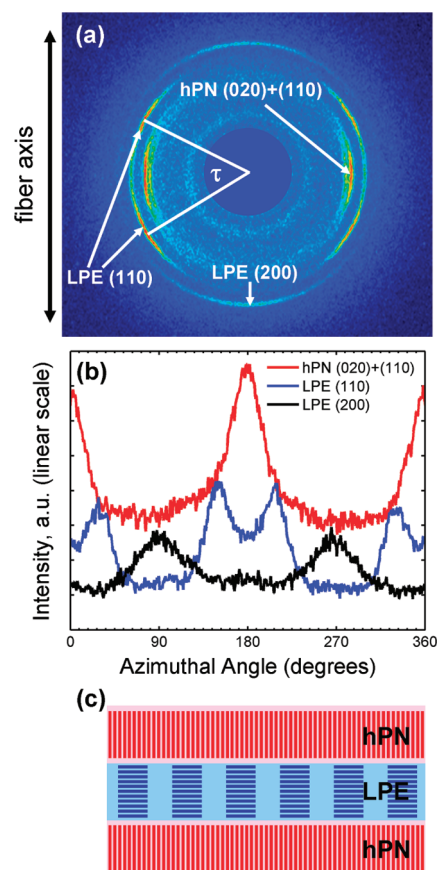 (a)
hPN (020)+(110)
fiber axis
τ
LPE (110)
LPE (200)
(b)
hPN (020)+(110)
LPE (110)
LPE (200)
Intensity, a.u. (linear scale)
0 90 180 270 360
Azimuthal Angle (degrees)
(c)
hPN
LPE
hPN